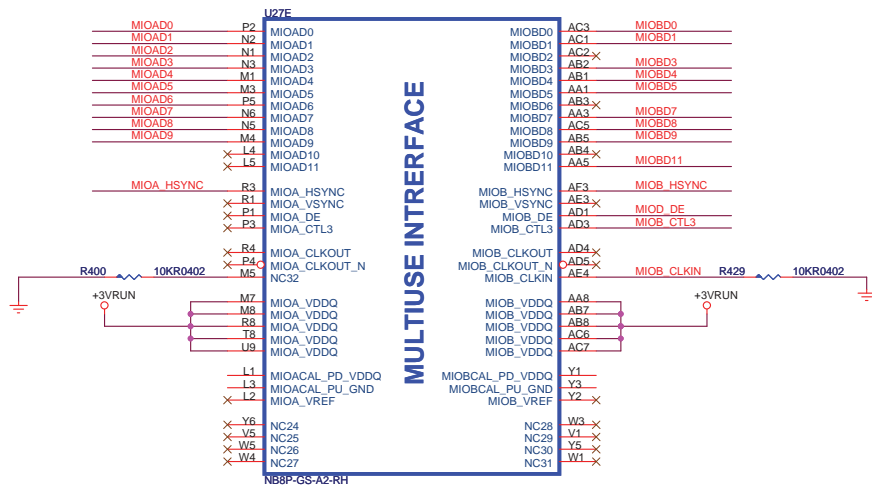 U27E
MIOAD0 P2 MIOAD0 MIOBD0 AC3 MIOBD0
MIOAD1 N2 MIOAD1 MIOBD1 AC1 MIOBD1
MIOAD2 N1 MIOAD2 MIOBD2 AC2
MIOAD3 N3 MIOAD3 MIOBD3 AB2 MIOBD3
MIOAD4 M1 MIOAD4 MIOBD4 AB1 MIOBD4
MIOAD5 M3 MIOAD5 MIOBD5 AA1 MIOBD5
MIOAD6 P5 MIOAD6 MIOBD6 AB3
MIOAD7 N6 MIOAD7 MIOBD7 AA3 MIOBD7
MIOAD8 N5 MIOAD8 MIOBD8 AC5 MIOBD8
MIOAD9 M4 MIOAD9 MIOBD9 AB5 MIOBD9
L4 MIOAD10 MIOBD10 AB4
L5 MIOAD11 MIOBD11 AA5 MIOBD11
MIOA_HSYNC R3 MIOA_HSYNC MIOB_HSYNC AF3 MIOB_HSYNC
R1 MIOA_VSYNC MIOB_VSYNC AE3
P1 MIOA_DE MIOB_DE AD1 MIOD_DE
P3 MIOA_CTL3 MIOB_CTL3 AD3 MIOB_CTL3
R4 MIOA_CLKOUT MIOB_CLKOUT AD4
P4 MIOA_CLKOUT_N MIOB_CLKOUT_N AD5
R400 10KR0402 M5 NC32 MIOB_CLKIN AE4 MIOB_CLKIN R429 10KR0402
+3VRUN M7 MIOA_VDDQ MIOB_VDDQ AA8 +3VRUN
M8 MIOA_VDDQ MIOB_VDDQ AB7
R8 MIOA_VDDQ MIOB_VDDQ AB8
T8 MIOA_VDDQ MIOB_VDDQ AC6
U9 MIOA_VDDQ MIOB_VDDQ AC7
L1 MIOACAL_PD_VDDQ MIOBCAL_PD_VDDQ Y1
L3 MIOACAL_PU_GND MIOBCAL_PU_GND Y3
L2 MIOA_VREF MIOB_VREF Y2
Y6 NC24 NC28 W3
V5 NC25 NC29 V1
W5 NC26 NC30 Y5
W4 NC27 NC31 W1
MULTIUSE INTRERFACE
NB8P-GS-A2-RH